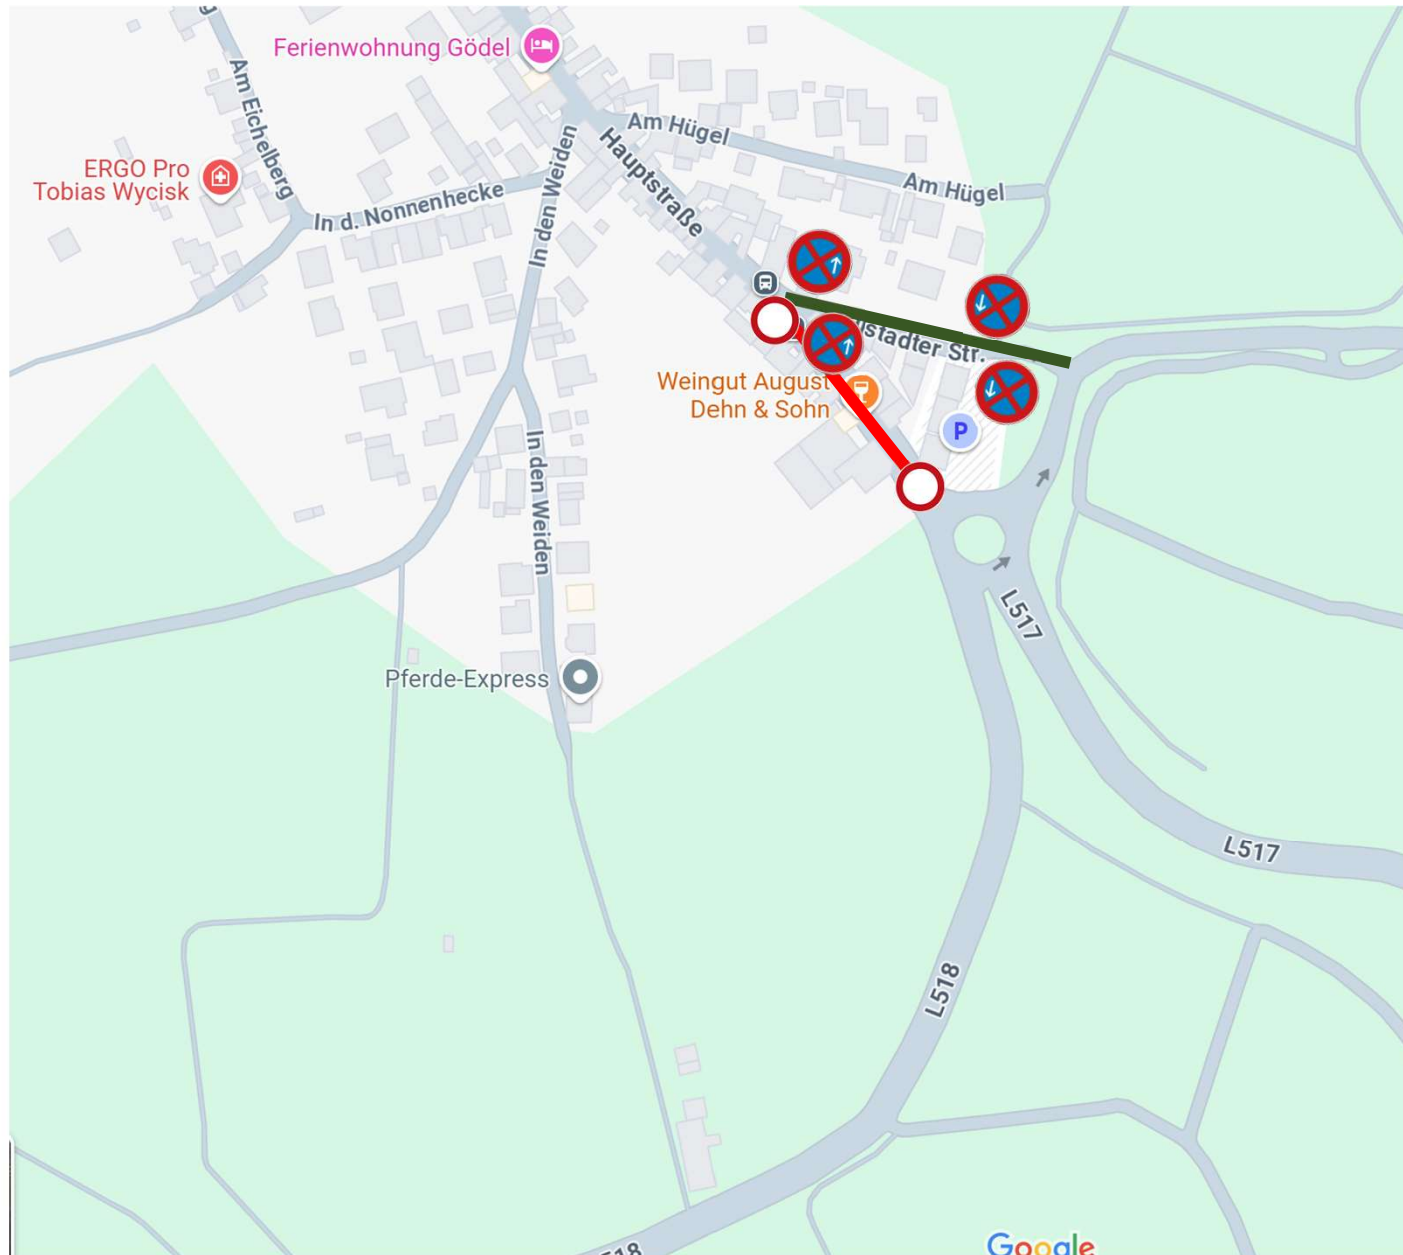 Ferienwohnung Gödel
Am Eichelberg
Am Hügel
Hauptstraße
In den Weiden
ERGO Pro
Tobias Wycisk
In d. Nonnenhecke
Am Hügel
Str.
Weingut August
Dehn & Sohn
P
In den Weiden
L517
Pferde-Express
L517
L518
Google